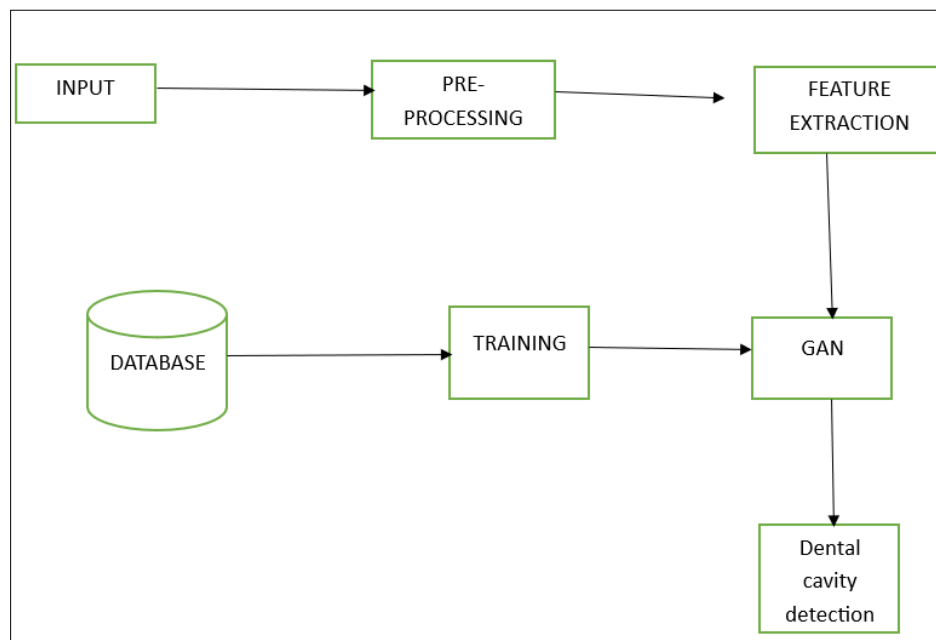 INPUT
PRE-
PROCESSING
FEATURE
EXTRACTION
DATABASE
TRAINING
GAN
Dental
cavity
detection